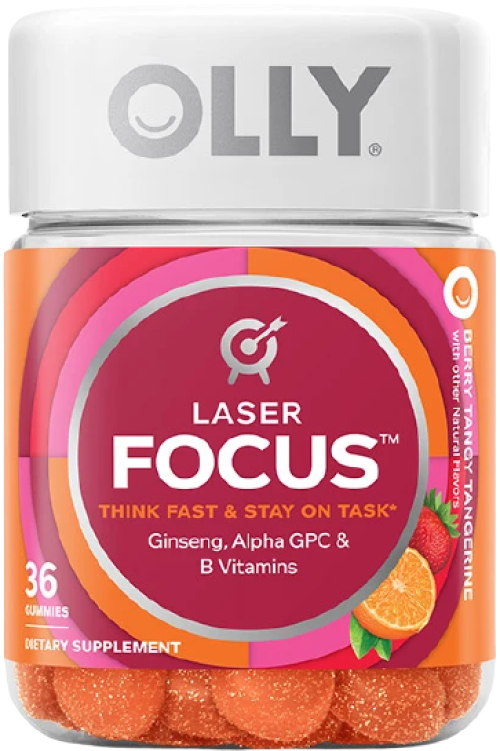 OLLY®
LASER
FOCUS™
THINK FAST & STAY ON TASK*
Ginseng, Alpha GPC &
B Vitamins
36
GUMMIES
DIETARY SUPPLEMENT
BERRY TANGY TANGERINE
with other Natural Flavors